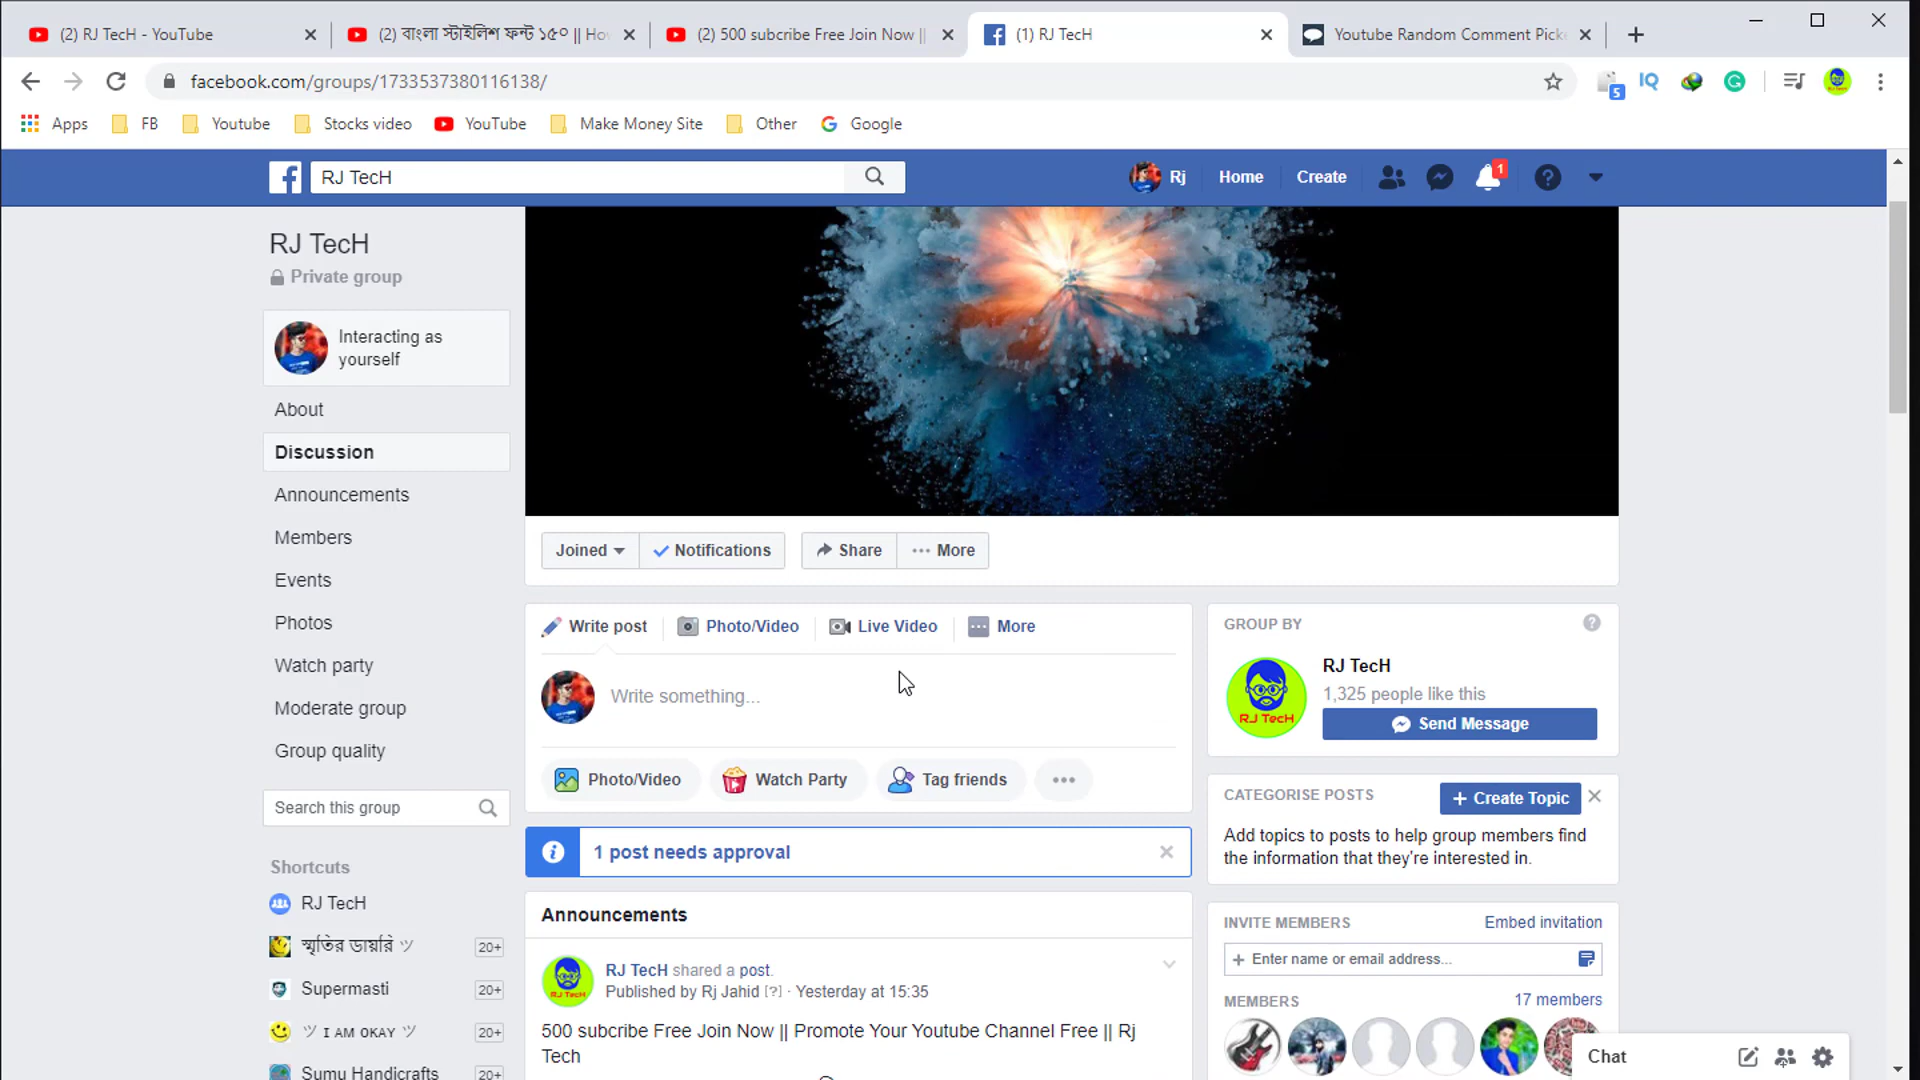 (2) RJ TecH - YouTube
(2) বাংলা স্টাইলিশ ফন্ট ১৫০ || Ho
(2) 500 subcribe Free Join Now ||
(1) RJ TecH
Youtube Random Comment Picke
facebook.com/groups/1733537380116138/
5
IQ
Apps
FB
Youtube
Stocks video
YouTube
Make Money Site
Other
Google
RJ TecH
Rj
Home
Create
1
RJ TecH
Private group
Interacting as
yourself
About
Discussion
Announcements
Members
Events
Photos
Watch party
Moderate group
Group quality
Search this group
Shortcuts
RJ TecH
স্মৃতির ডায়রি ツ
20+
Supermasti
20+
ツ I AM OKAY ツ
20+
Sumu Handicrafts
20+
Joined
Notifications
Share
More
Write post
Photo/Video
Live Video
More
Write something...
Photo/Video
Watch Party
Tag friends
1 post needs approval
Announcements
RJ TecH shared a post.
Published by Rj Jahid [?] · Yesterday at 15:35
500 subcribe Free Join Now || Promote Your Youtube Channel Free || Rj
Tech
GROUP BY
RJ TecH
RJ TecH
1,325 people like this
Send Message
CATEGORISE POSTS
+ Create Topic
Add topics to posts to help group members find
the information that they're interested in.
INVITE MEMBERS
Embed invitation
+ Enter name or email address...
MEMBERS
17 members
Chat